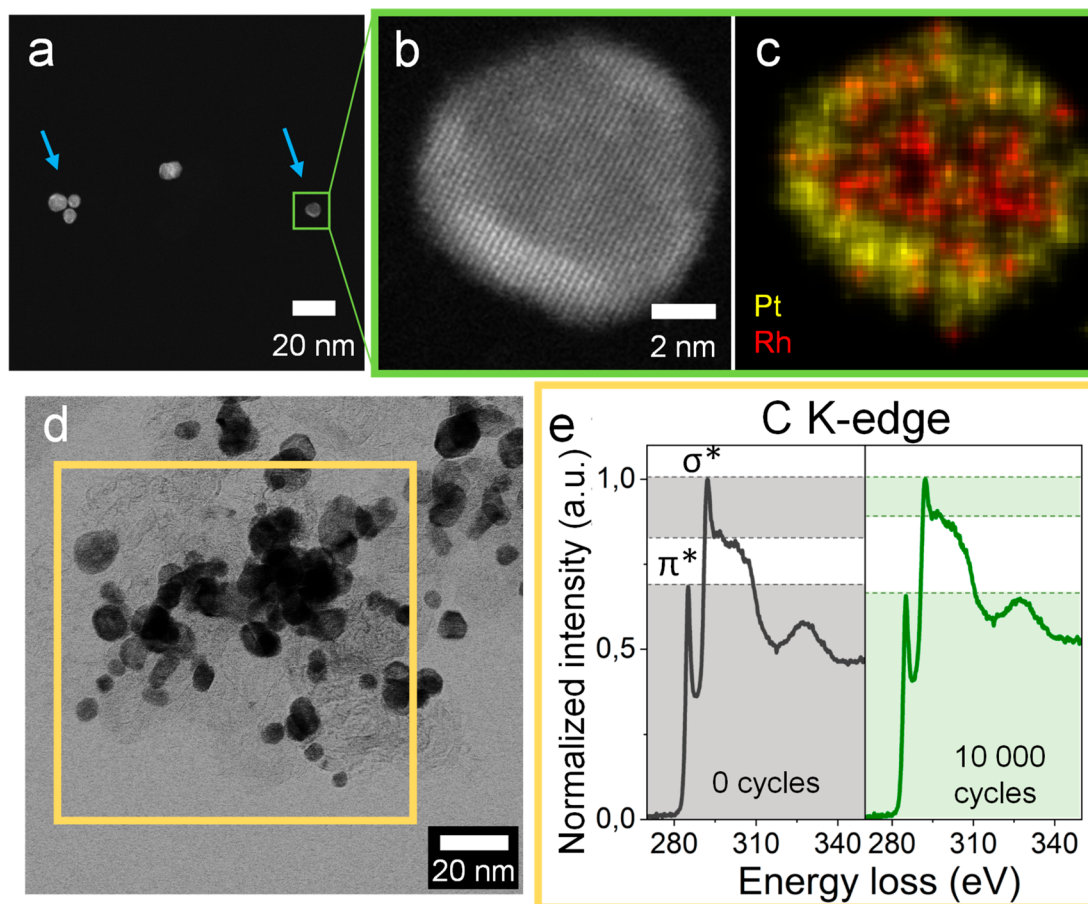 a
20 nm
b
2 nm
c
Pt
Rh
d
20 nm
e
C K-edge
Normalized intensity (a.u.)
1,0
0,5
0,0
σ*
π*
0 cycles
10 000
cycles
280 310 340 280 310 340
Energy loss (eV)